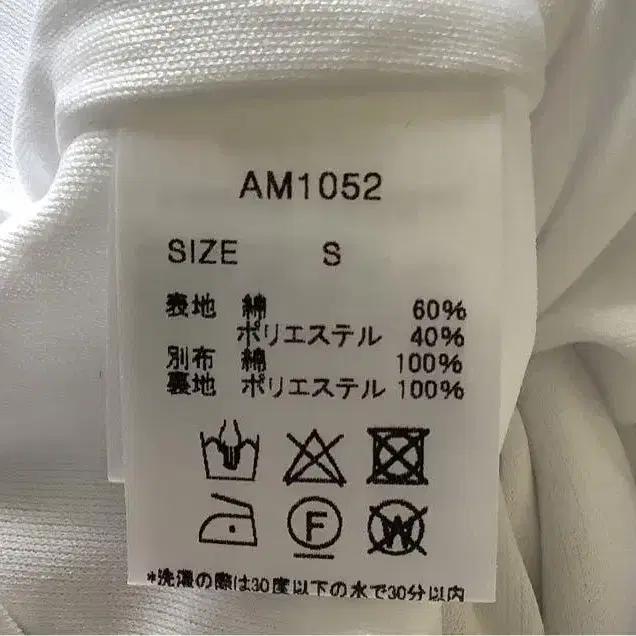 AM1052
SIZE S
表地 綿 60%
ポリエステル 40%
別布 綿 100%
裏地 ポリエステル 100%
F W
*洗濯の際は30度以下の水で30分以内